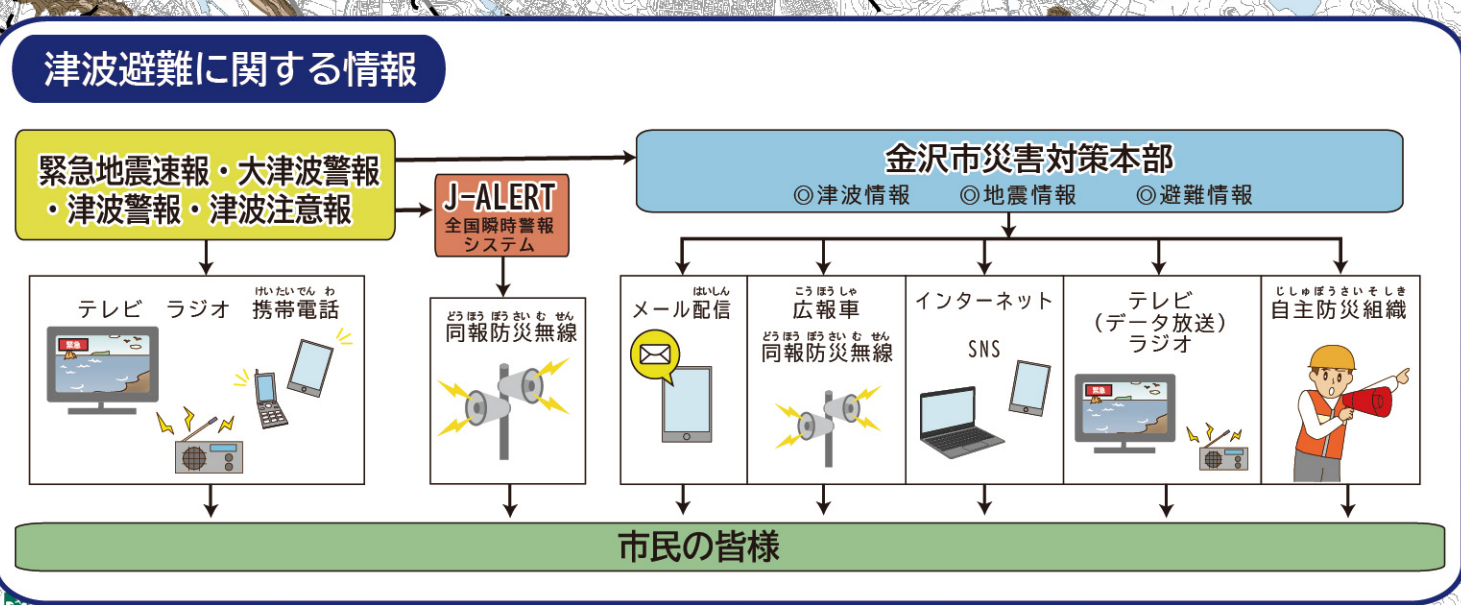 津波避難に関する情報
緊急地震速報・大津波警報
・津波警報・津波注意報
J-ALERT
全国瞬時警報
システム
金沢市災害対策本部
◎津波情報 ◎地震情報 ◎避難情報
テレビ ラジオ 携帯電話
けいたいでんわ
緊急
どうほうぼうさいむせん
同報防災無線
はいしん
メール配信
こうほうしゃ
広報車
どうほうぼうさいむせん
同報防災無線
インターネット
SNS
テレビ
(データ放送)
ラジオ
緊急
じしゅぼうさいそしき
自主防災組織
市民の皆様